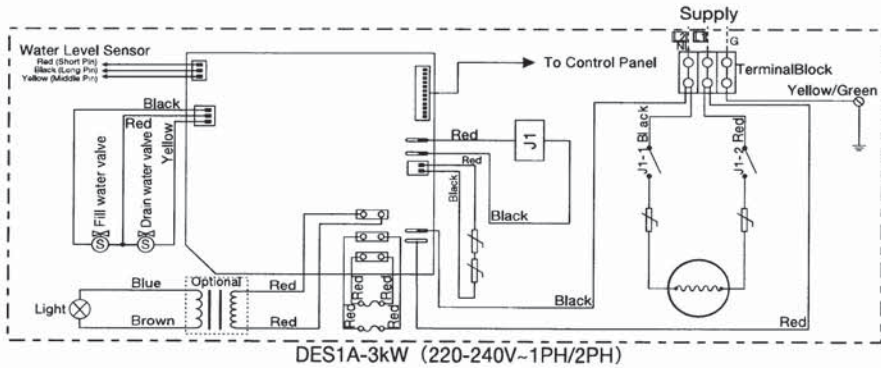 Supply
L2
N
L1
G
Water Level Sensor
Red (Short Pin)
Black (Long Pin)
Yellow (Middle Pin)
To Control Panel
TerminalBlock
Yellow/Green
Black
Red
Yellow
Fill water valve
Drain water valve
Red
J1
Red
Black
Black
J1-1
Black
J1-2
Red
Optional
Blue
Red
Light
Brown
Red
Red
Red
Red
Red
Black
Red
DES1A-3kW (220-240V~1PH/2PH)